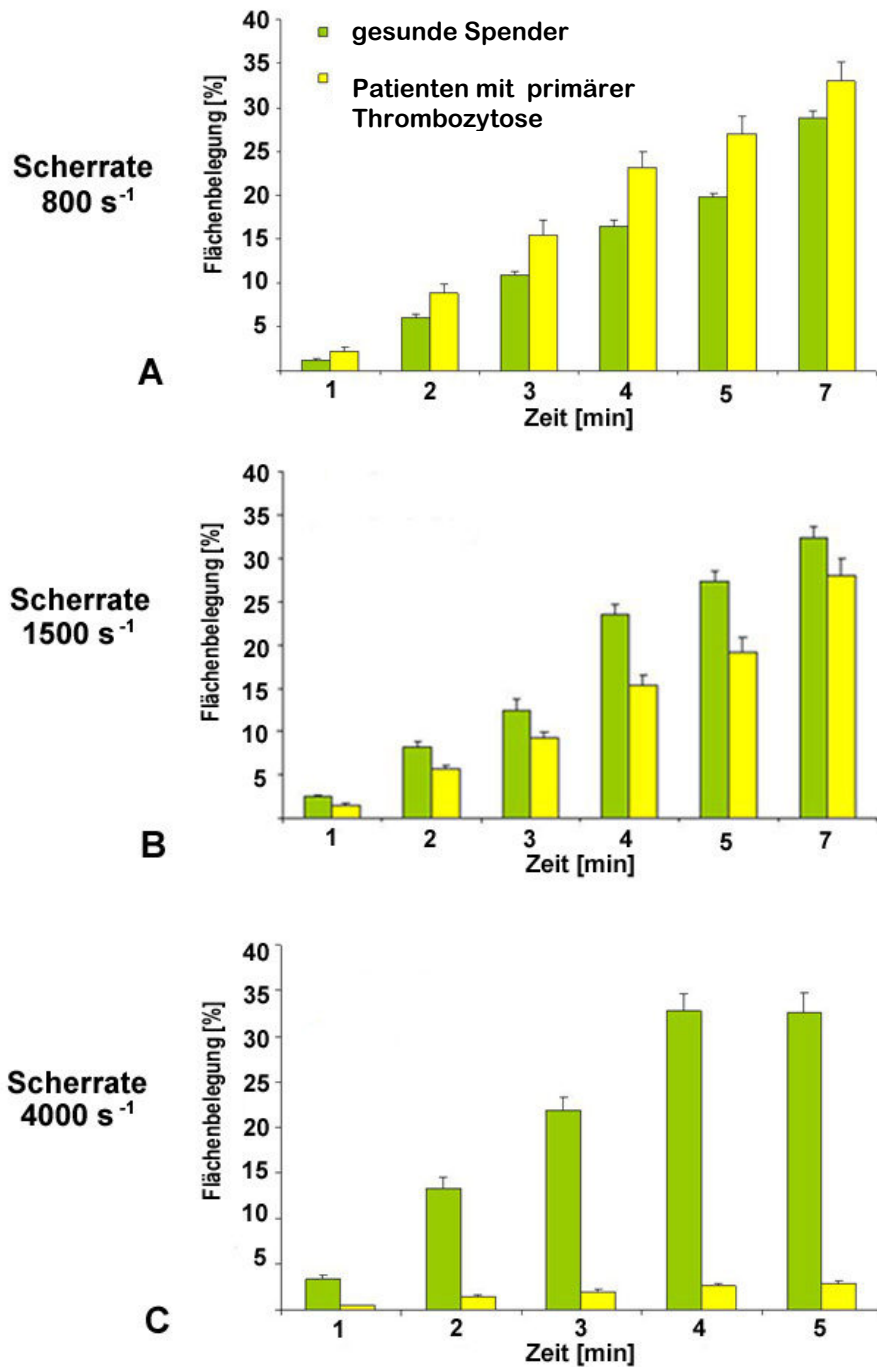 40
35
30
25
20
15
10
5
Flächenbelegung [%]
gesunde Spender
Patienten mit primärer
Thrombozytose
Scherrate
800 s⁻¹
A
1 2 3 4 5 7
Zeit [min]
40
35
30
25
20
15
10
5
Flächenbelegung [%]
Scherrate
1500 s⁻¹
B
1 2 3 4 5 7
Zeit [min]
40
35
30
25
20
15
10
5
Flächenbelegung [%]
Scherrate
4000 s⁻¹
C
1 2 3 4 5
Zeit [min]